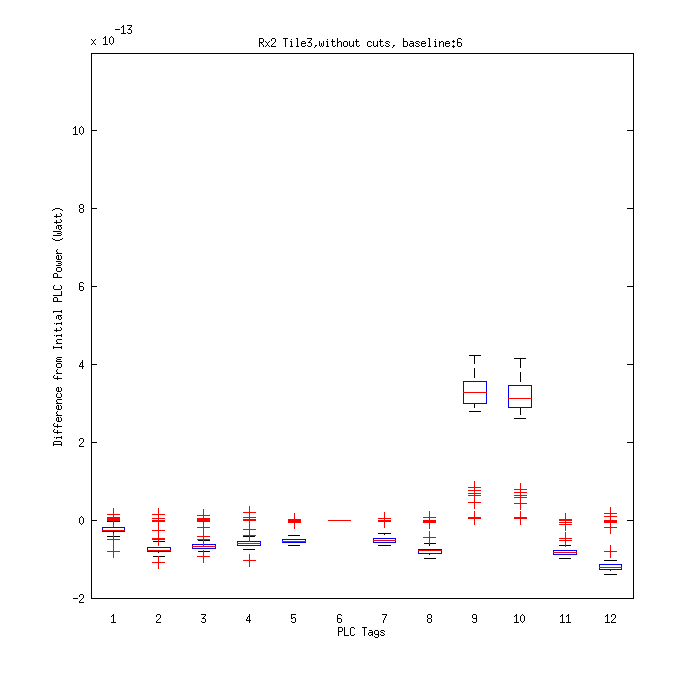 x 10^-13
Rx2 Tile3,without cuts, baseline:6
Difference from Initial PLC Power (Watt)
10
8
6
4
2
0
-2
1 2 3 4 5 6 7 8 9 10 11 12
PLC Tags